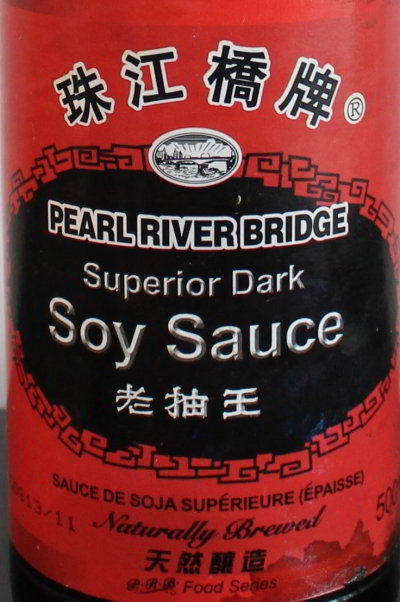 珠江橋牌®
PEARL RIVER BRIDGE
Superior Dark
Soy Sauce
老抽王
SAUCE DE SOJA SUPÉRIEURE (ÉPAISSE)
Naturally Brewed
天然釀造
P.R.B. Food Series